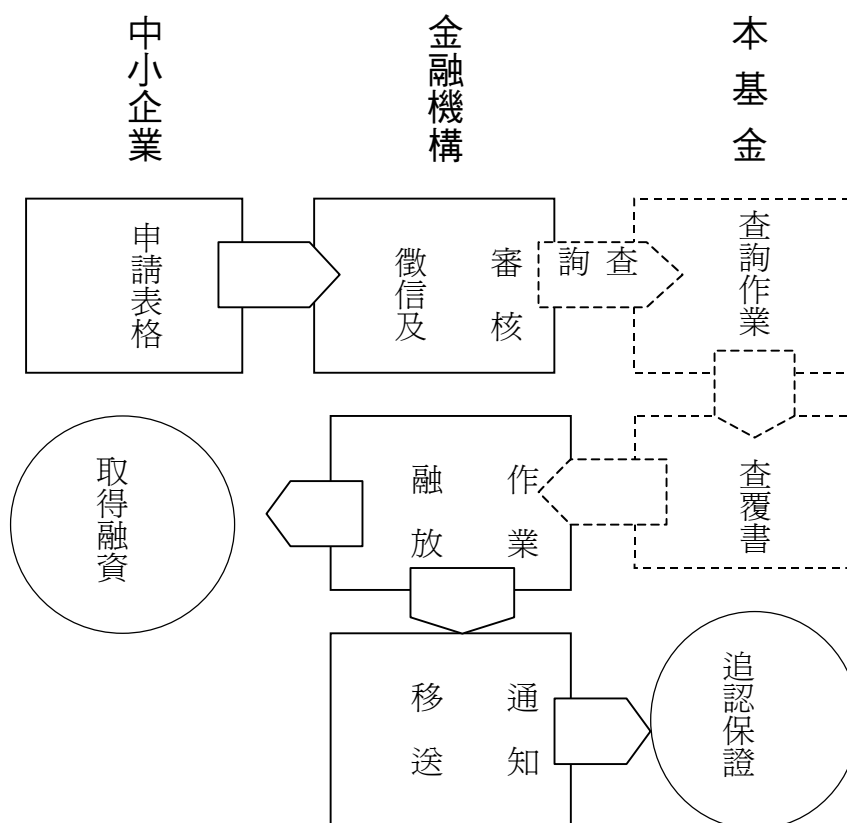 中小企業
金融機構
本基金
申請表格
徵信及
審核
查詢
查詢作業
取得融資
融放
作業
查覆書
移送
通知
追認保證